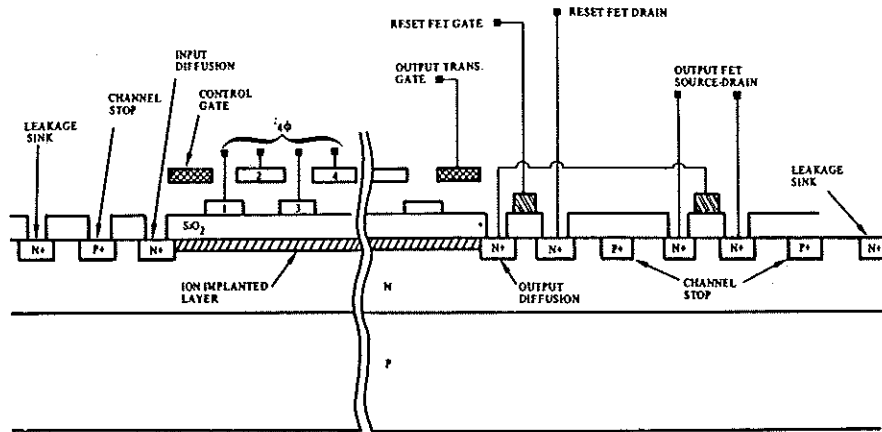 RESET FET GATE
RESET FET DRAIN
INPUT
DIFFUSION
OUTPUT TRANS.
GATE
OUTPUT FET
SOURCE-DRAIN
CHANNEL
STOP
CONTROL
GATE
4ϕ
LEAKAGE
SINK
LEAKAGE
SINK
2
4
1
3
SiO2
N+
P+
N+
N+
N+
P+
N+
N+
P+
N+
ION IMPLANTED
LAYER
N
OUTPUT
DIFFUSION
CHANNEL
STOP
P